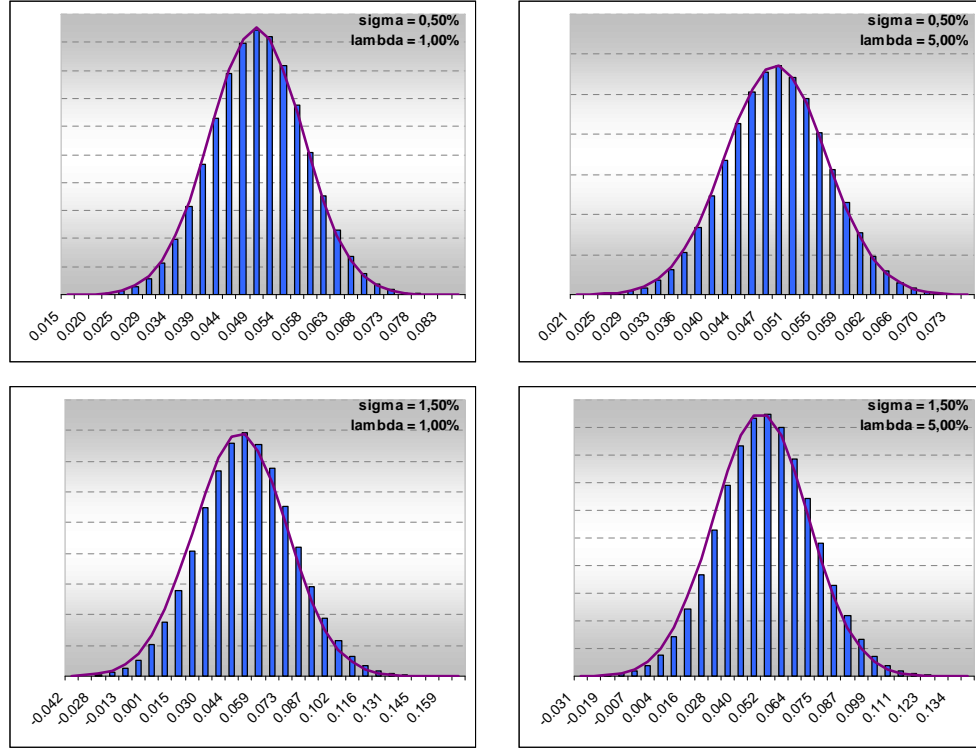 sigma = 0,50%
lambda = 1,00%
0.015 0.020 0.025 0.029 0.034 0.039 0.044 0.049 0.054 0.058 0.063 0.068 0.073 0.078 0.083
sigma = 0,50%
lambda = 5,00%
0.021 0.025 0.029 0.033 0.036 0.040 0.044 0.047 0.051 0.055 0.059 0.062 0.066 0.070 0.073
sigma = 1,50%
lambda = 1,00%
-0.042 -0.028 -0.013 0.001 0.015 0.030 0.044 0.059 0.073 0.087 0.102 0.116 0.131 0.145 0.159
sigma = 1,50%
lambda = 5,00%
-0.031 -0.019 -0.007 0.004 0.016 0.028 0.040 0.052 0.064 0.075 0.087 0.099 0.111 0.123 0.134